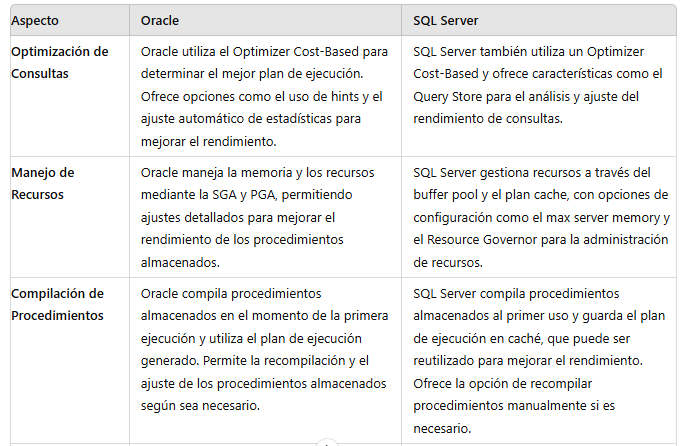 Aspecto Oracle SQL Server
Optimización de
Consultas
Oracle utiliza el Optimizer Cost-Based para
determinar el mejor plan de ejecución.
Ofrece opciones como el uso de hints y el
ajuste automático de estadísticas para
mejorar el rendimiento.
SQL Server también utiliza un Optimizer
Cost-Based y ofrece características como el
Query Store para el análisis y ajuste del
rendimiento de consultas.
Manejo de
Recursos
Oracle maneja la memoria y los recursos
mediante la SGA y PGA, permitiendo
ajustes detallados para mejorar el
rendimiento de los procedimientos
almacenados.
SQL Server gestiona recursos a través del
buffer pool y el plan cache, con opciones de
configuración como el max server memory y
el Resource Governor para la administración
de recursos.
Compilación de
Procedimientos
Oracle compila procedimientos
almacenados en el momento de la primera
ejecución y utiliza el plan de ejecución
generado. Permite la recompilación y el
ajuste de los procedimientos almacenados
según sea necesario.
SQL Server compila procedimientos
almacenados al primer uso y guarda el plan
de ejecución en caché, que puede ser
reutilizado para mejorar el rendimiento.
Ofrece la opción de recompilar
procedimientos manualmente si es
necesario.